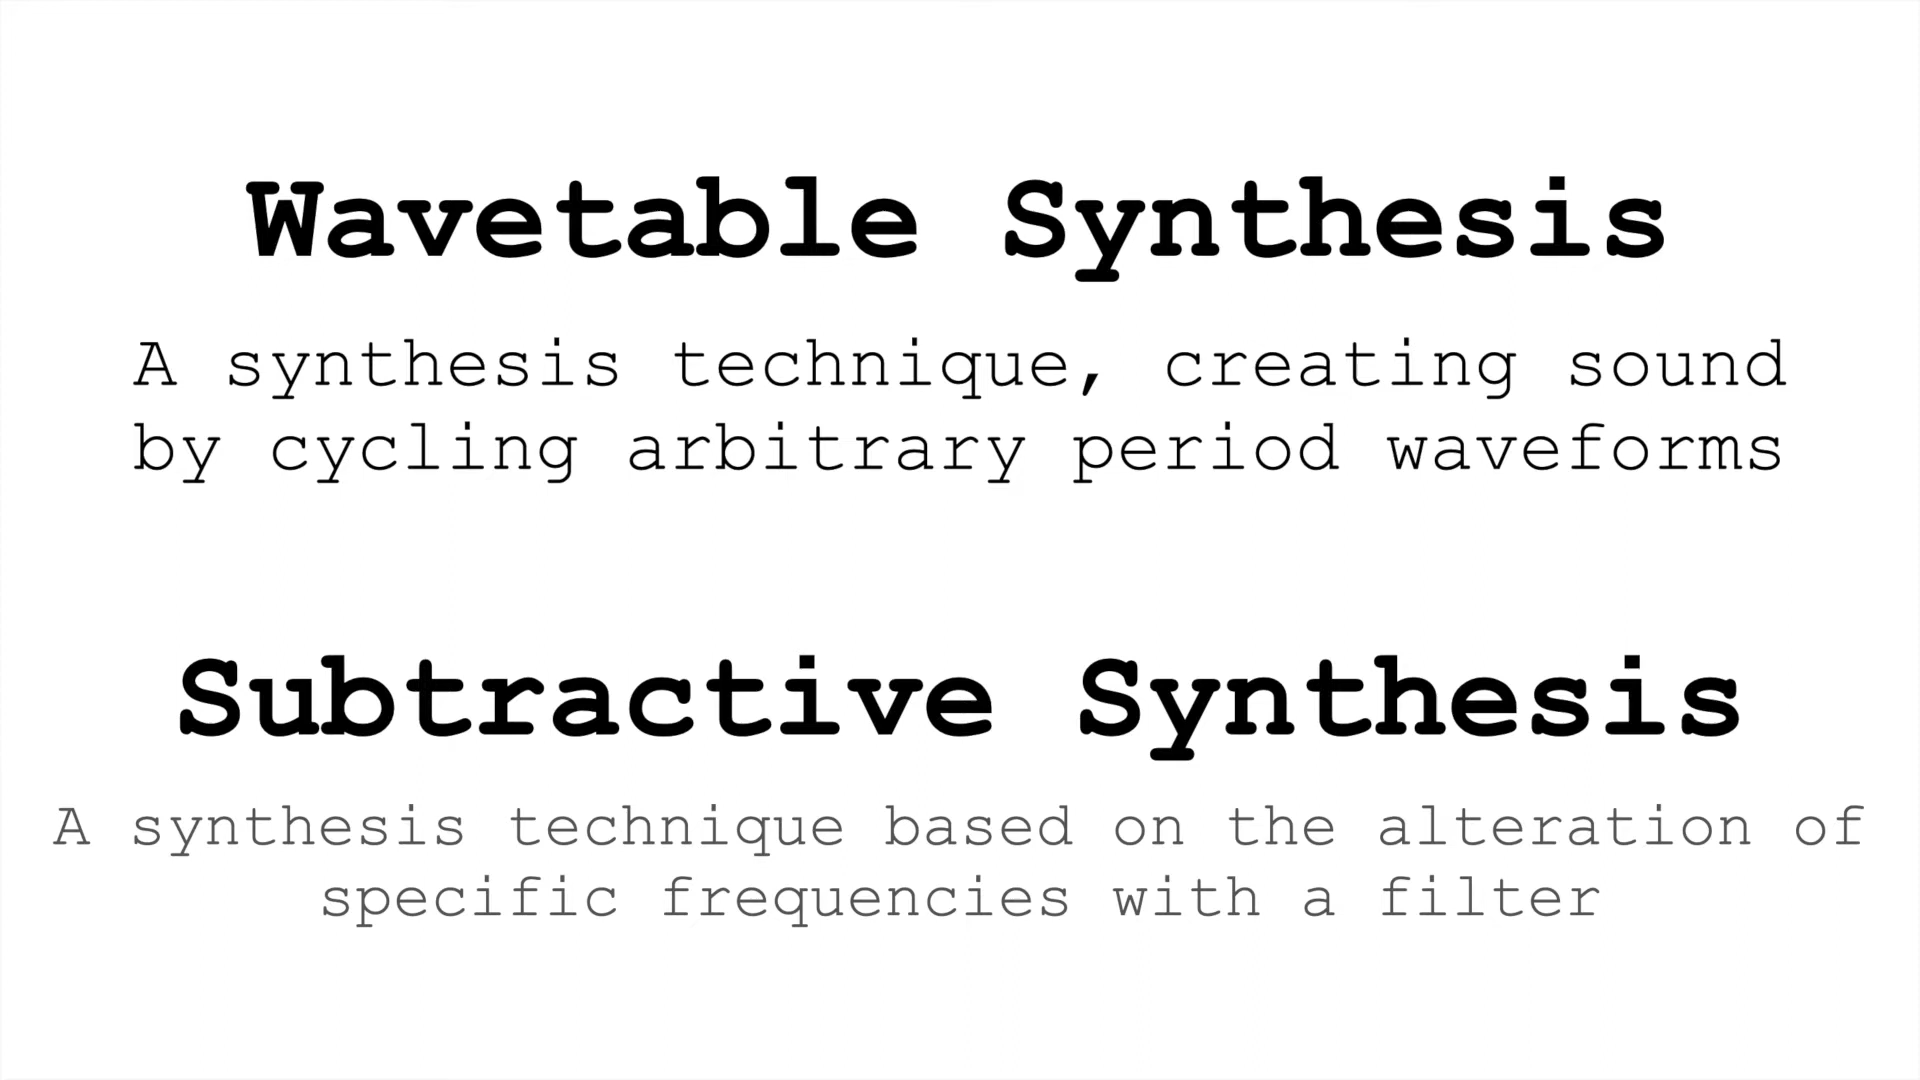 Wavetable Synthesis
A synthesis technique, creating sound
by cycling arbitrary period waveforms
Subtractive Synthesis
A synthesis technique based on the alteration of
specific frequencies with a filter